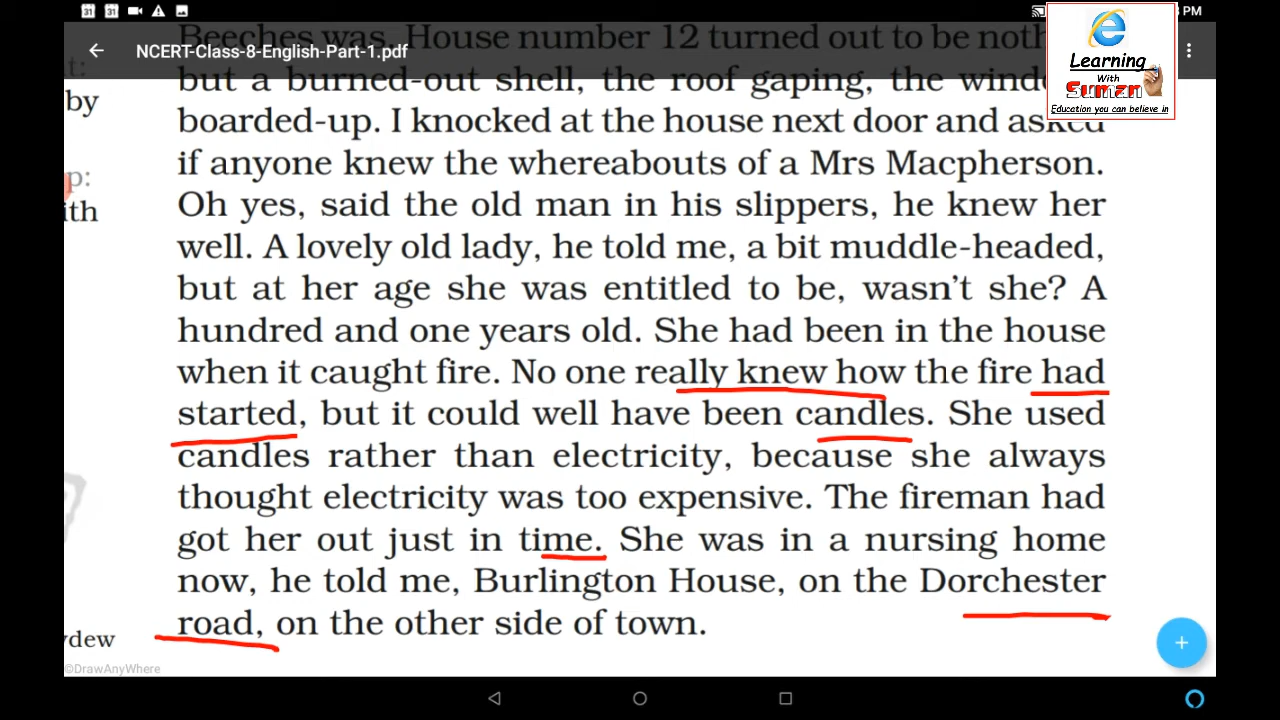 31 31 PM
NCERT-Class-8-English-Part-1.pdf
Learning
With
Suman
Education you can believe in
Beeches was. House number 12 turned out to be
but a burned-out shell, the roof gaping, the
by
boarded-up. I knocked at the house next door and asked
if anyone knew the whereabouts of a Mrs Macpherson.
Oh yes, said the old man in his slippers, he knew her
well. A lovely old lady, he told me, a bit muddle-headed,
but at her age she was entitled to be, wasn't she? A
hundred and one years old. She had been in the house
when it caught fire. No one really knew how the fire had
started, but it could well have been candles. She used
candles rather than electricity, because she always
thought electricity was too expensive. The fireman had
got her out just in time. She was in a nursing home
now, he told me, Burlington House, on the Dorchester
road, on the other side of town.
©DrawAnyWhere